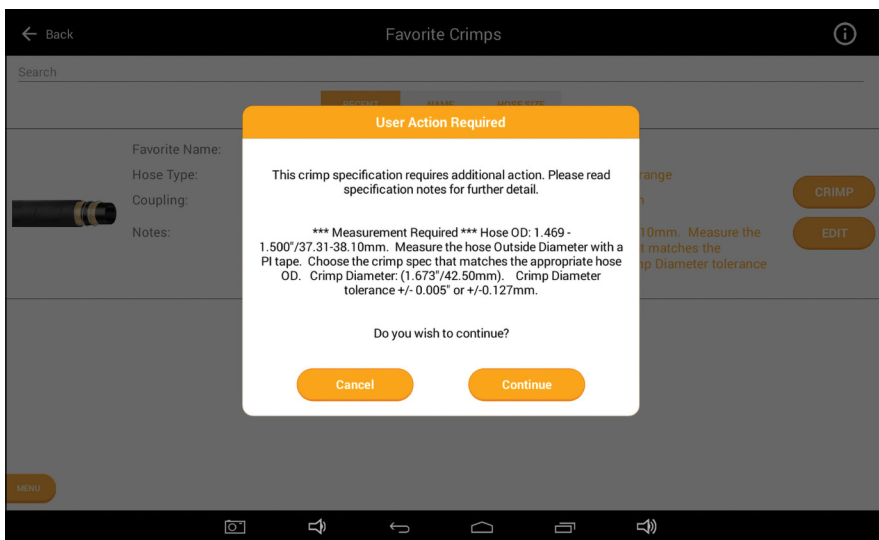 Back
Favorite Crimps
Search
RECENT NAME HOSE SIZE
User Action Required
Favorite Name:
Hose Type:
Coupling:
Notes:
This crimp specification requires additional action. Please read
specification notes for further detail.
*** Measurement Required *** Hose OD: 1.469 -
1.500"/37.31-38.10mm. Measure the hose Outside Diameter with a
PI tape. Choose the crimp spec that matches the appropriate hose
OD. Crimp Diameter: (1.673"/42.50mm). Crimp Diameter
tolerance +/- 0.005" or +/-0.127mm.
Do you wish to continue?
Cancel
Continue
10mm. Measure the
t matches the
Diameter tolerance
CRIMP
EDIT
MENU